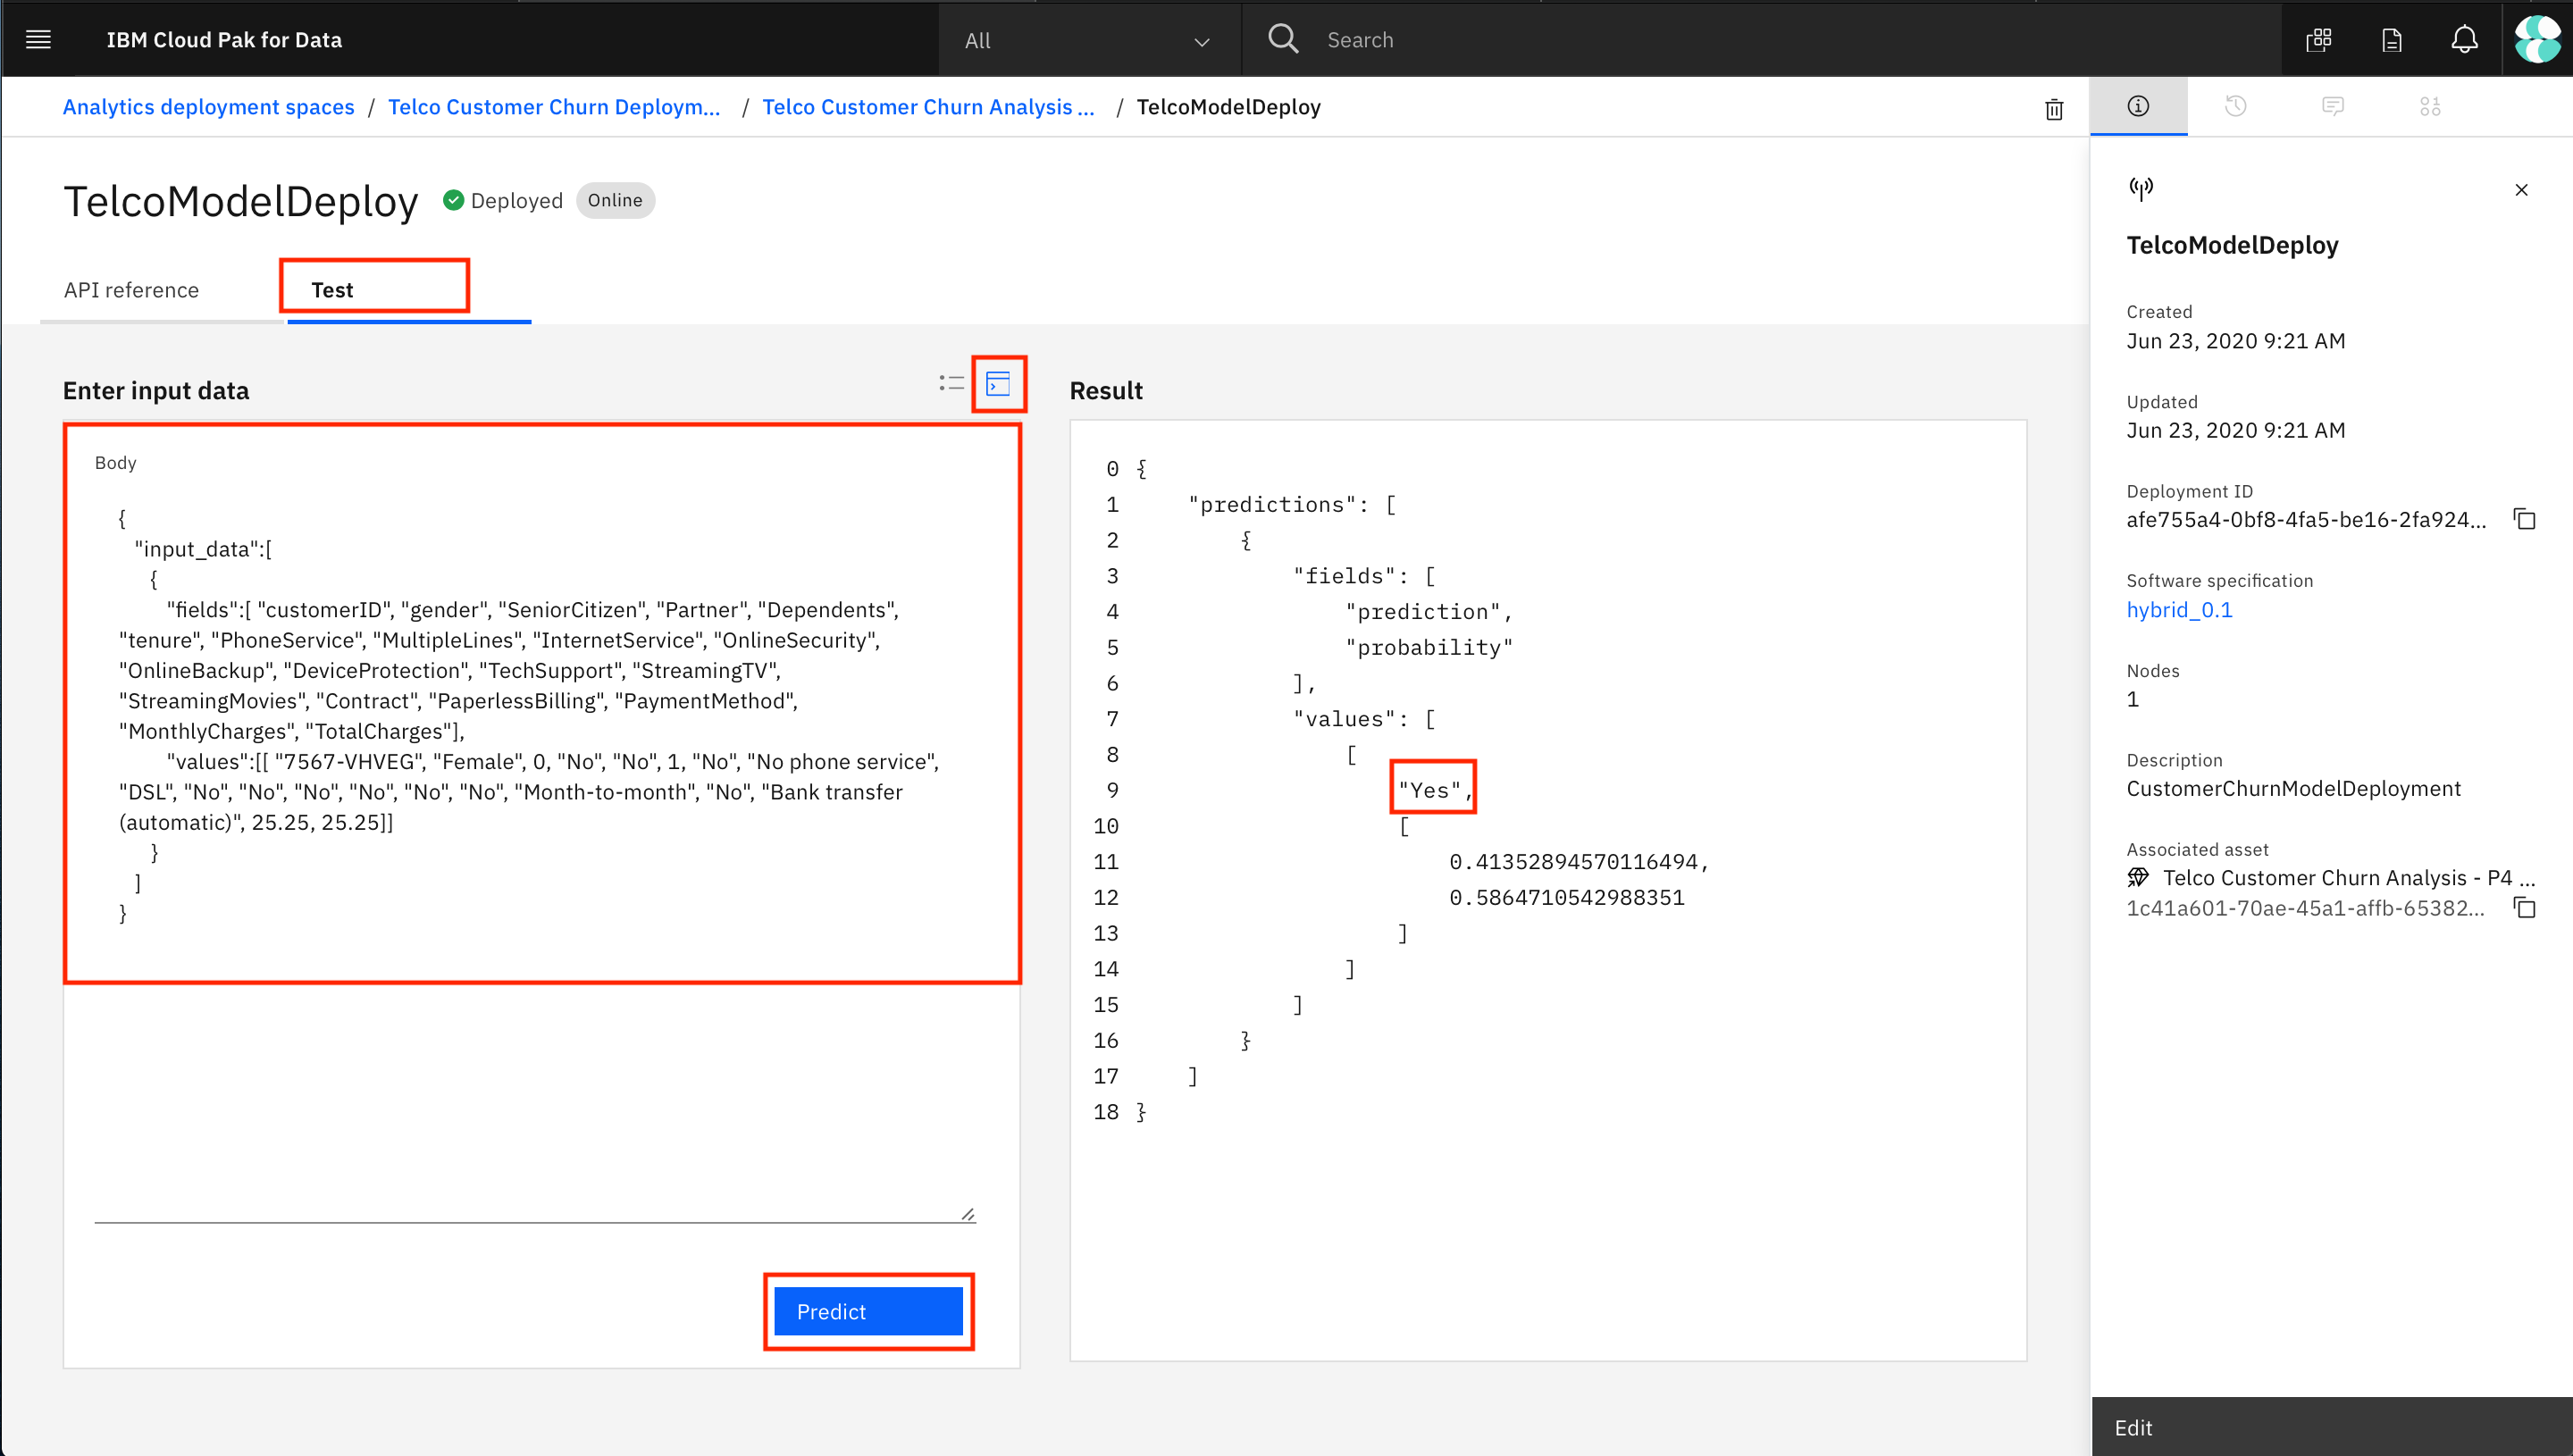 IBM Cloud Pak for Data
All
Search
Analytics deployment spaces / Telco Customer Churn Deploym... / Telco Customer Churn Analysis ... / TelcoModelDeploy
TelcoModelDeploy
Deployed
Online
API reference
Test
Enter input data
Body
{
"input_data":[
{
"fields":[ "customerID", "gender", "SeniorCitizen", "Partner", "Dependents",
"tenure", "PhoneService", "MultipleLines", "InternetService", "OnlineSecurity",
"OnlineBackup", "DeviceProtection", "TechSupport", "StreamingTV",
"StreamingMovies", "Contract", "PaperlessBilling", "PaymentMethod",
"MonthlyCharges", "TotalCharges"],
"values":[[ "7567-VHVEG", "Female", 0, "No", "No", 1, "No", "No phone service",
"DSL", "No", "No", "No", "No", "No", "No", "Month-to-month", "No", "Bank transfer
(automatic)", 25.25, 25.25]]
}
]
}
Predict
Result
0 {
1 "predictions": [
2 {
3 "fields": [
4 "prediction",
5 "probability"
6 ],
7 "values": [
8 [
9 "Yes",
10 [
11 0.41352894570116494,
12 0.5864710542988351
13 ]
14 ]
15 ]
16 }
17 ]
18 }
TelcoModelDeploy
Created
Jun 23, 2020 9:21 AM
Updated
Jun 23, 2020 9:21 AM
Deployment ID
afe755a4-0bf8-4fa5-be16-2fa924...
Software specification
hybrid_0.1
Nodes
1
Description
CustomerChurnModelDeployment
Associated asset
Telco Customer Churn Analysis - P4 ...
1c41a601-70ae-45a1-affb-65382...
Edit